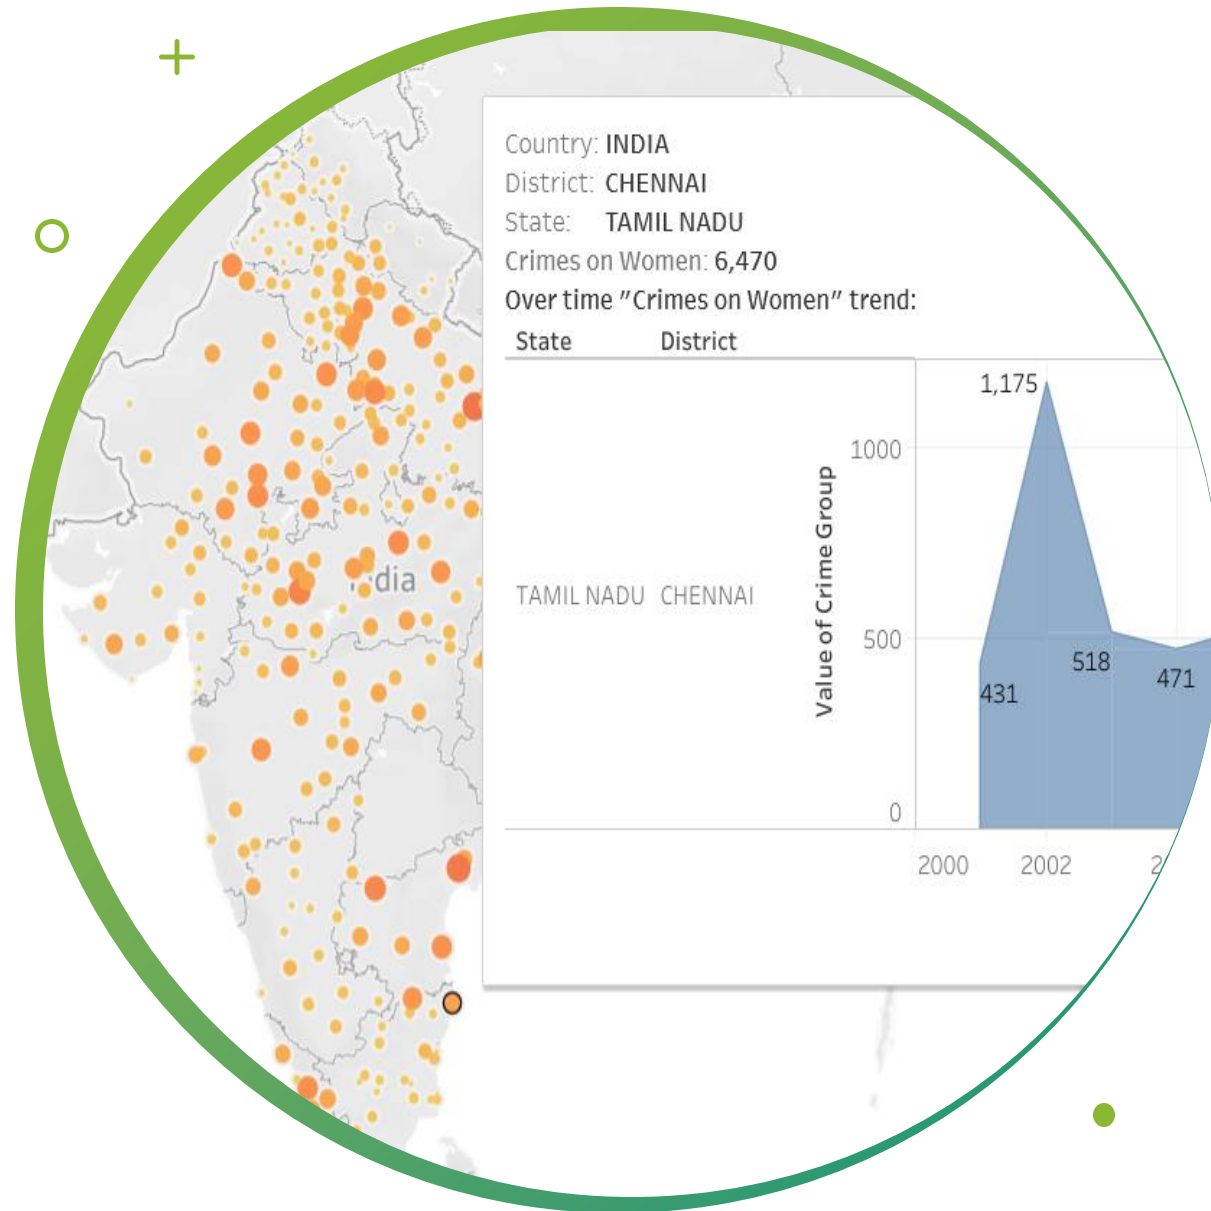 Country: INDIA
District: CHENNAI
State: TAMIL NADU
Crimes on Women: 6,470
Over time "Crimes on Women" trend:
State District
1,175
1000
Value of Crime Group
TAMIL NADU CHENNAI
500
518
471
431
0
2000 2002
dia